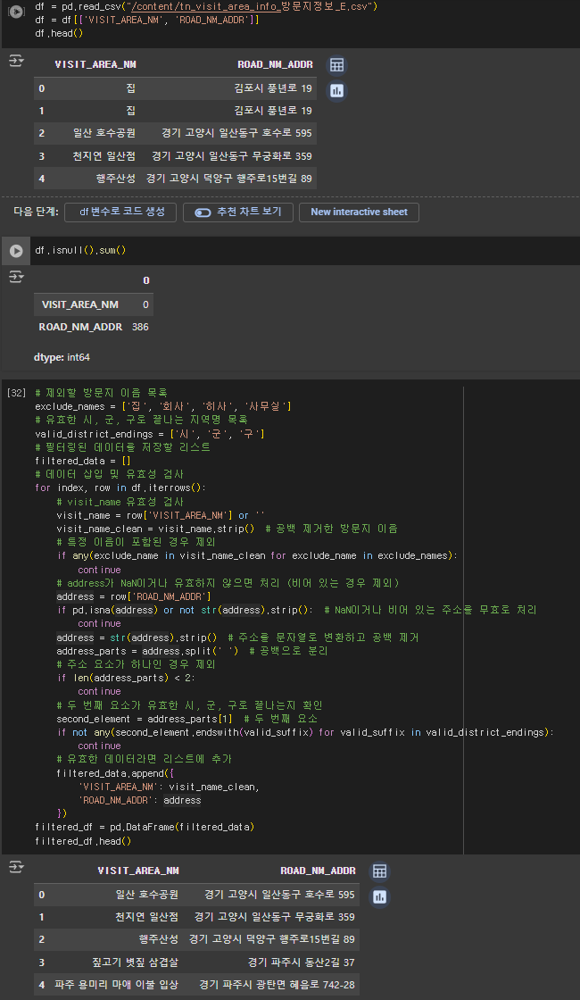 df = pd.read_csv("/content/tn_visit_area_info_방문지정보_E.csv")
df = df[['VISIT_AREA_NM', 'ROAD_NM_ADDR']]
df.head()
VISIT_AREA_NM ROAD_NM_ADDR
0 집 김포시 풍년로 19
1 집 김포시 풍년로 19
2 일산 호수공원 경기 고양시 일산동구 호수로 595
3 천지연 일산점 경기 고양시 일산동구 무궁화로 359
4 행주산성 경기 고양시 덕양구 행주로15번길 89
다음 단계: df 변수로 코드 생성 추천 차트 보기 New interactive sheet
df.isnull().sum()
0
VISIT_AREA_NM 0
ROAD_NM_ADDR 386
dtype: int64
[32] # 제외할 방문지 이름 목록
exclude_names = ['집', '회사', '히사', '사무실']
# 유효한 시, 군, 구로 끝나는 지역명 목록
valid_district_endings = ['시', '군', '구']
# 필터링된 데이터를 저장할 리스트
filtered_data = []
# 데이터 삽입 및 유효성 검사
for index, row in df.iterrows():
# visit_name 유효성 검사
visit_name = row['VISIT_AREA_NM'] or ''
visit_name_clean = visit_name.strip() # 공백 제거한 방문지 이름
# 특정 이름이 포함된 경우 제외
if any(exclude_name in visit_name_clean for exclude_name in exclude_names):
continue
# address가 NaN이거나 유효하지 않으면 처리 (비어 있는 경우 제외)
address = row['ROAD_NM_ADDR']
if pd.isna(address) or not str(address).strip(): # NaN이거나 비어 있는 주소를 무효로 처리
continue
address = str(address).strip() # 주소를 문자열로 변환하고 공백 제거
address_parts = address.split(' ') # 공백으로 분리
# 주소 요소가 하나인 경우 제외
if len(address_parts) < 2:
continue
# 두 번째 요소가 유효한 시, 군, 구로 끝나는지 확인
second_element = address_parts[1] # 두 번째 요소
if not any(second_element.endswith(valid_suffix) for valid_suffix in valid_district_endings):
continue
# 유효한 데이터라면 리스트에 추가
filtered_data.append({
'VISIT_AREA_NM': visit_name_clean,
'ROAD_NM_ADDR': address
})
filtered_df = pd.DataFrame(filtered_data)
filtered_df.head()
VISIT_AREA_NM ROAD_NM_ADDR
0 일산 호수공원 경기 고양시 일산동구 호수로 595
1 천지연 일산점 경기 고양시 일산동구 무궁화로 359
2 행주산성 경기 고양시 덕양구 행주로15번길 89
3 짚고기 볏짚 삼겹살 경기 파주시 동산2길 37
4 파주 용미리 마애 이불 입상 경기 파주시 광탄면 혜음로 742-28